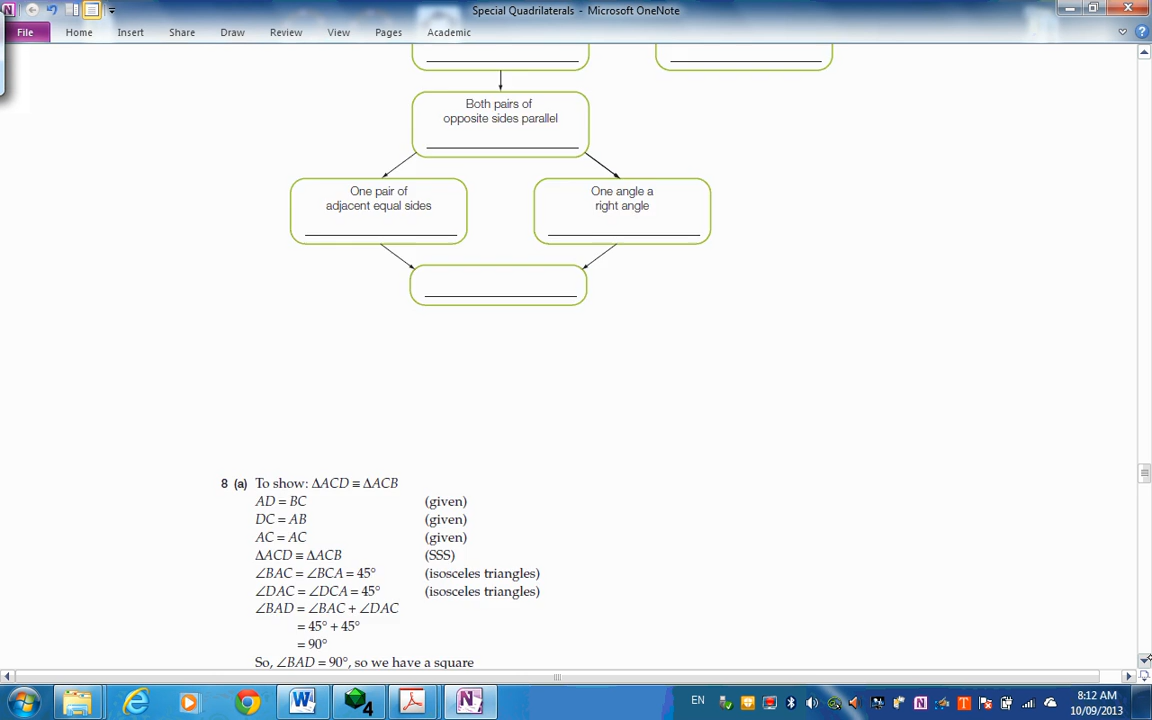 Special Quadrilaterals - Microsoft OneNote
File Home Insert Share Draw Review View Pages Academic
Both pairs of
opposite sides parallel
One pair of
adjacent equal sides
One angle a
right angle
8 (a) To show: ΔACD ≡ ΔACB
AD = BC (given)
DC = AB (given)
AC = AC (given)
ΔACD ≡ ΔACB (SSS)
∠BAC = ∠BCA = 45° (isosceles triangles)
∠DAC = ∠DCA = 45° (isosceles triangles)
∠BAD = ∠BAC + ∠DAC
= 45° + 45°
= 90°
So, ∠BAD = 90°, so we have a square
EN
8:12 AM
10/09/2013